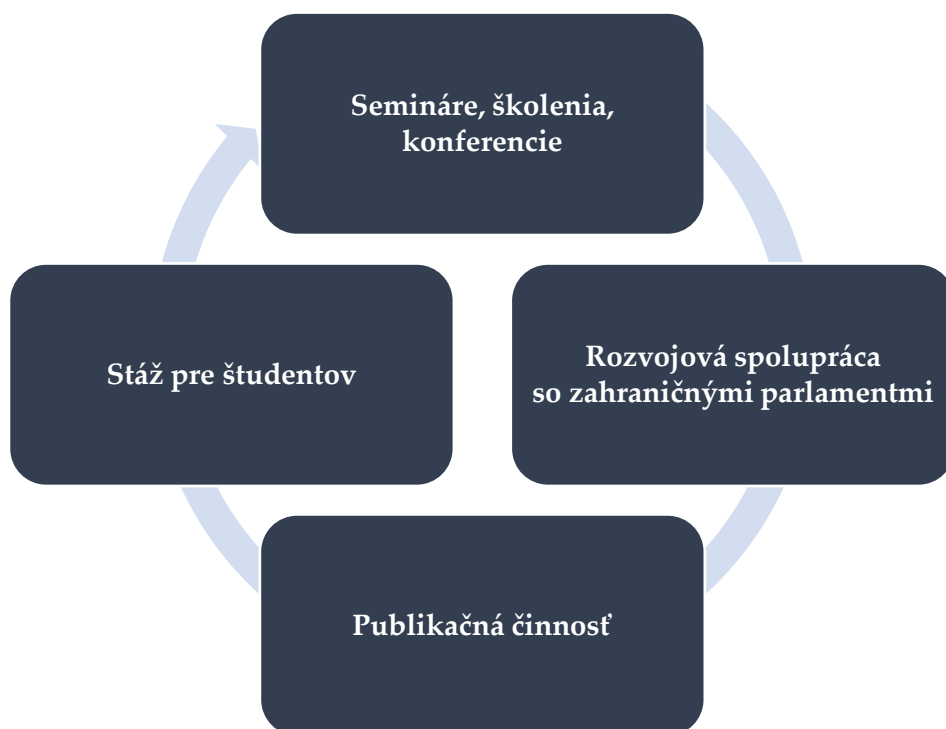 Semináre, školenia,
konferencie
Stáž pre študentov
Rozvojová spolupráca
so zahraničnými parlamentmi
Publikačná činnosť